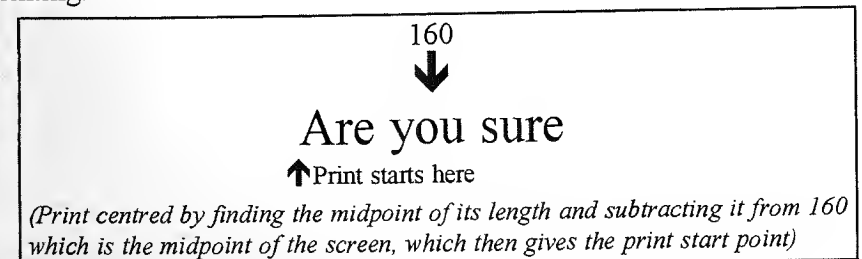 160
Are you sure
Print starts here
(Print centred by finding the midpoint of its length and subtracting it from 160
which is the midpoint of the screen, which then gives the print start point)